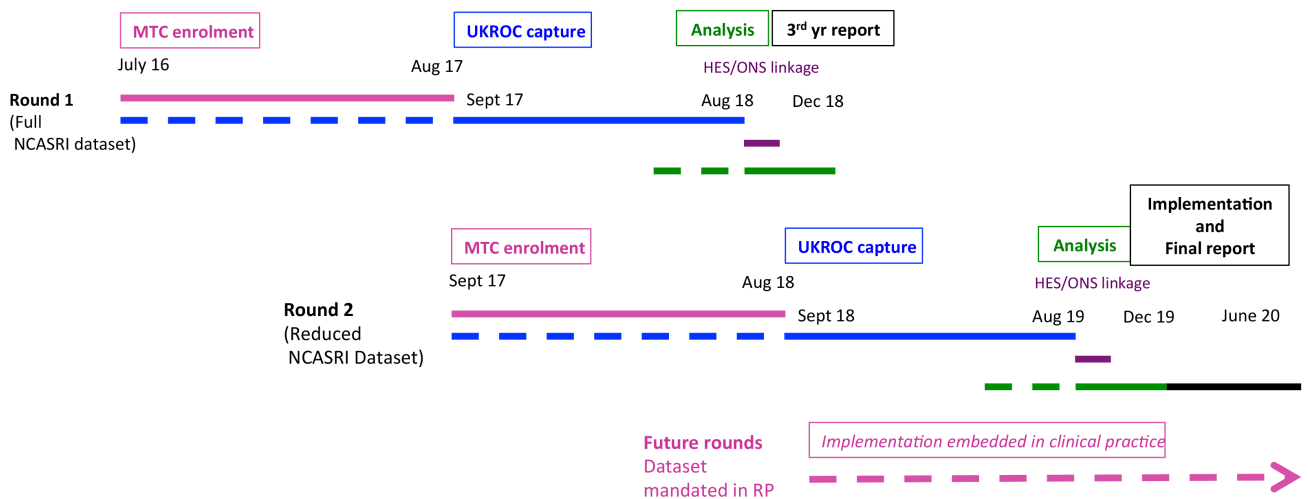 MTC enrolment
UKROC capture
Analysis
3rd yr report
July 16
Aug 17
HES/ONS linkage
Round 1
(Full
NCASRI dataset)
Sept 17
Aug 18
Dec 18
MTC enrolment
UKROC capture
Analysis
Implementation
and
Final report
Sept 17
Aug 18
HES/ONS linkage
Round 2
(Reduced
NCASRI Dataset)
Sept 18
Aug 19
Dec 19
June 20
Future rounds
Dataset
mandated in RP
Implementation embedded in clinical practice